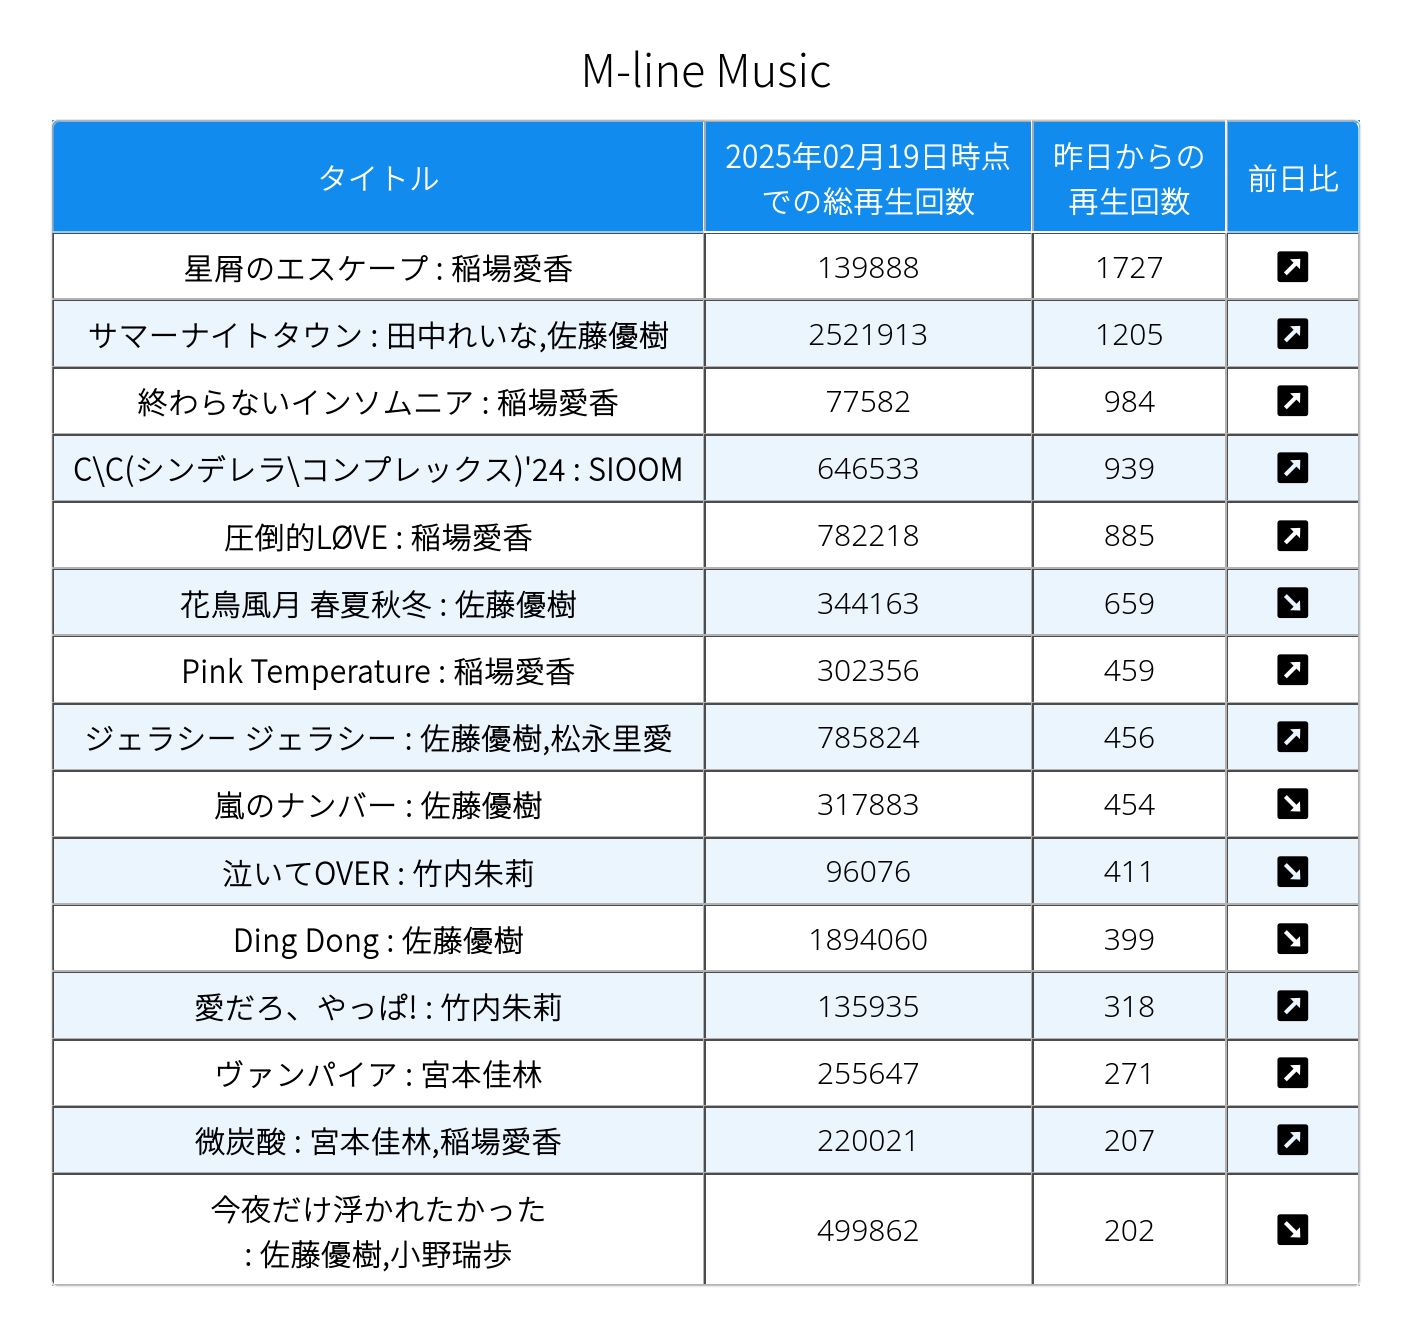 M-line Music
タイトル 2025年02月19日時点 昨日からの 前日比
での総再生回数 再生回数
星屑のエスケープ : 稲場愛香 139888 1727 ↗
サマーナイトタウン : 田中れいな,佐藤優樹 2521913 1205 ↗
終わらないインソムニア : 稲場愛香 77582 984 ↗
C\C(シンデレラ\コンプレックス)'24 : SIOOM 646533 939 ↗
圧倒的LØVE : 稲場愛香 782218 885 ↗
花鳥風月 春夏秋冬 : 佐藤優樹 344163 659 ↘
Pink Temperature : 稲場愛香 302356 459 ↗
ジェラシー ジェラシー : 佐藤優樹,松永里愛 785824 456 ↗
嵐のナンバー : 佐藤優樹 317883 454 ↘
泣いてOVER : 竹内朱莉 96076 411 ↘
Ding Dong : 佐藤優樹 1894060 399 ↘
愛だろ、やっぱ! : 竹内朱莉 135935 318 ↗
ヴァンパイア : 宮本佳林 255647 271 ↗
微炭酸 : 宮本佳林,稲場愛香 220021 207 ↗
今夜だけ浮かれたかった
: 佐藤優樹,小野瑞歩 499862 202 ↘